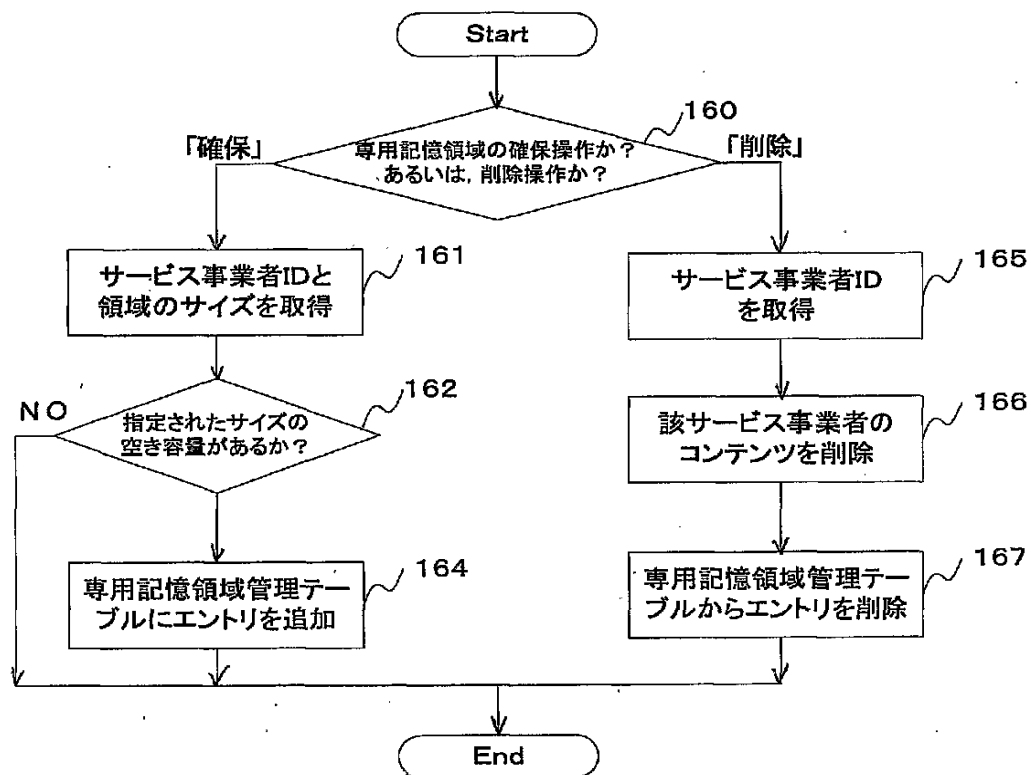 Start
160
「確保」
専用記憶領域の確保操作か?
あるいは,削除操作か?
「削除」
161
サービス事業者IDと
領域のサイズを取得
165
サービス事業者ID
を取得
162
NO
指定されたサイズの
空き容量があるか?
166
該サービス事業者の
コンテンツを削除
164
専用記憶領域管理テー
ブルにエントリを追加
167
専用記憶領域管理テー
ブルからエントリを削除
End